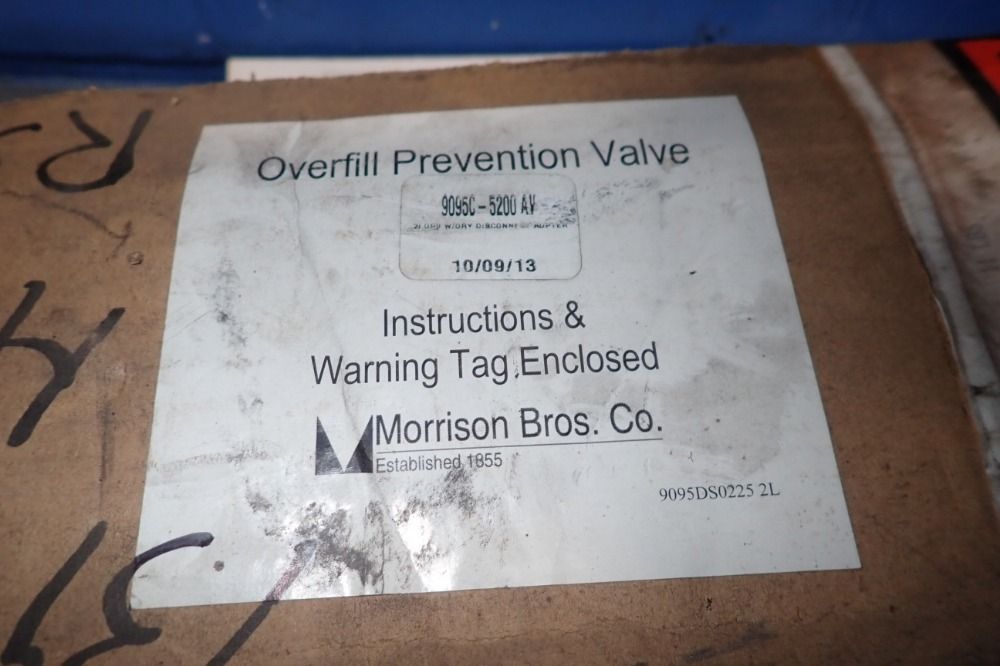 Overfill Prevention Valve
9095C-5200 AV
W/DRY
10/09/13
Instructions &
Warning Tag Enclosed
Morrison Bros. Co.
Established 1855
9095DS0225 2L
R